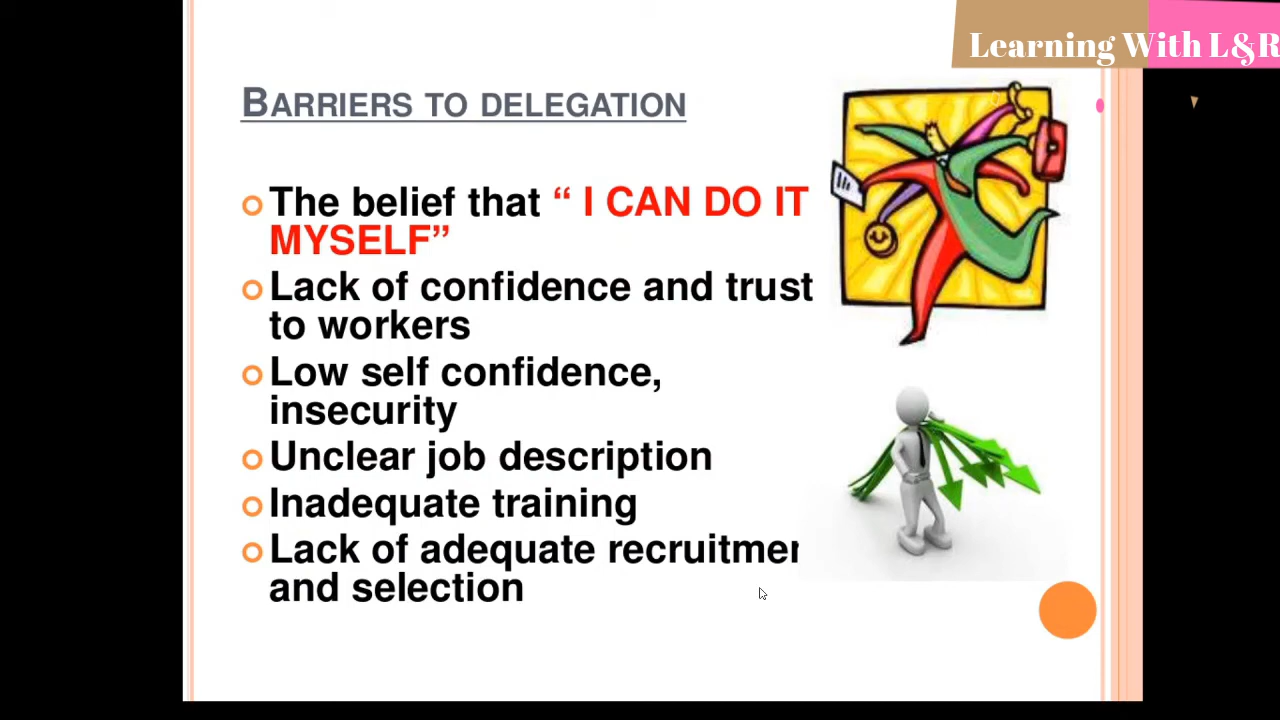 Learning With L&R
BARRIERS TO DELEGATION
The belief that “ I CAN DO IT
MYSELF”
Lack of confidence and trust
to workers
Low self confidence,
insecurity
Unclear job description
Inadequate training
Lack of adequate recruitmen
and selection